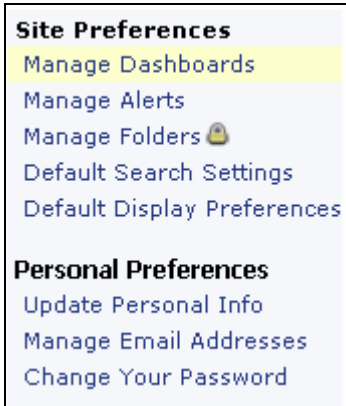 Site Preferences
Manage Dashboards
Manage Alerts
Manage Folders
Default Search Settings
Default Display Preferences
Personal Preferences
Update Personal Info
Manage Email Addresses
Change Your Password